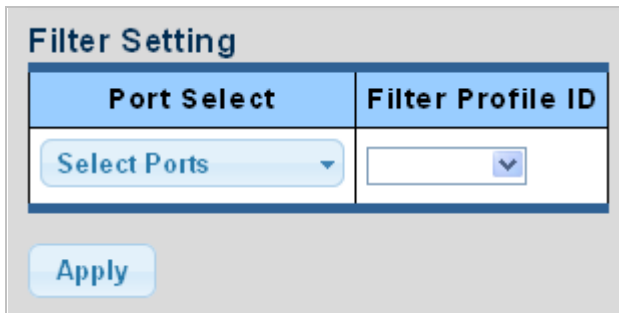 Filter Setting
Port Select Filter Profile ID
Select Ports
Apply